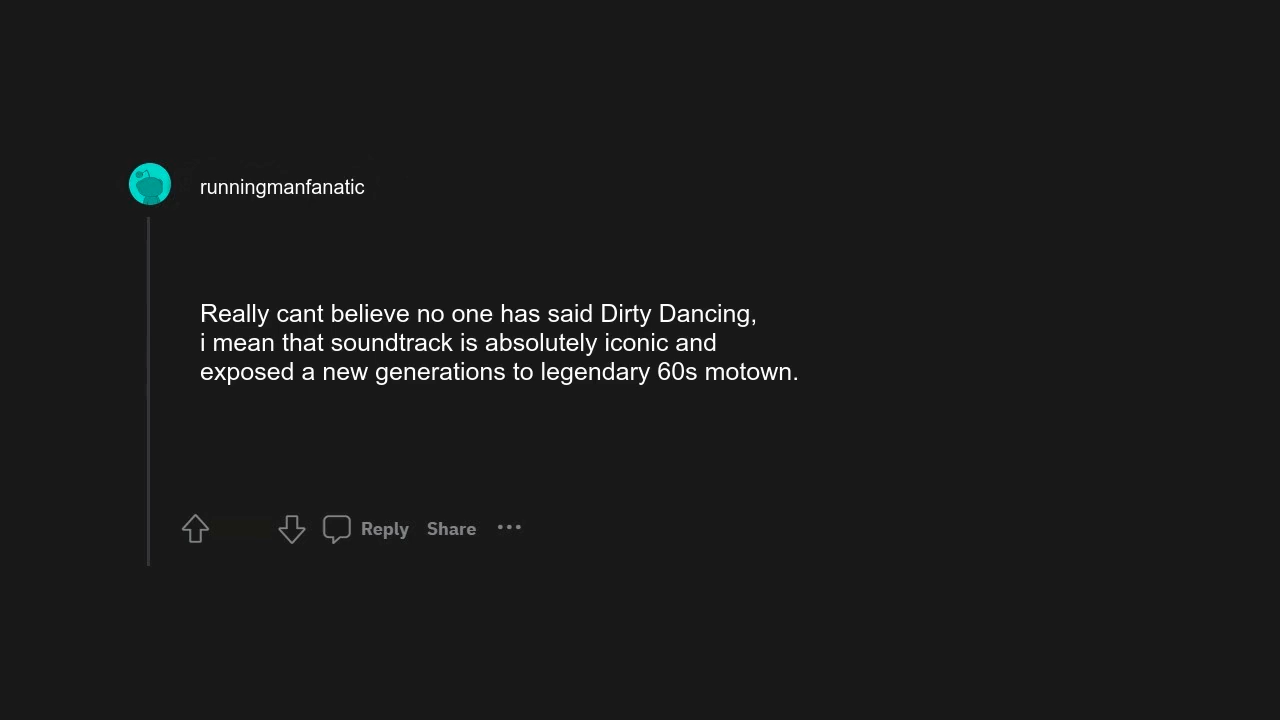 runningmanfanatic
Really cant believe no one has said Dirty Dancing,
i mean that soundtrack is absolutely iconic and
exposed a new generations to legendary 60s motown.
Reply Share